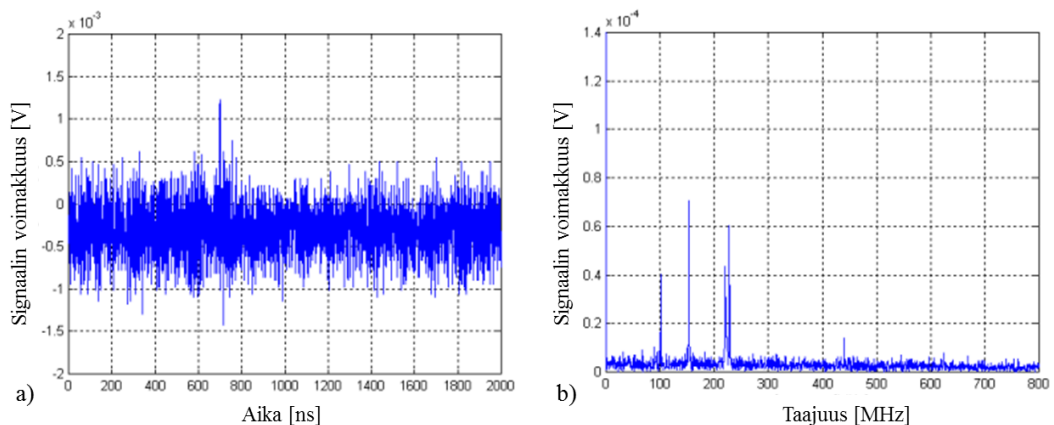 x 10⁻³
2
1.5
1
0.5
0
-0.5
-1
-1.5
-2
0 200 400 600 800 1000 1200 1400 1600 1800 2000
Signaalin voimakkuus [V]
Aika [ns]
a)
x 10⁻⁴
1.4
1.2
1
0.8
0.6
0.4
0.2
0
0 100 200 300 400 500 600 700 800
Signaalin voimakkuus [V]
Taajuus [MHz]
b)